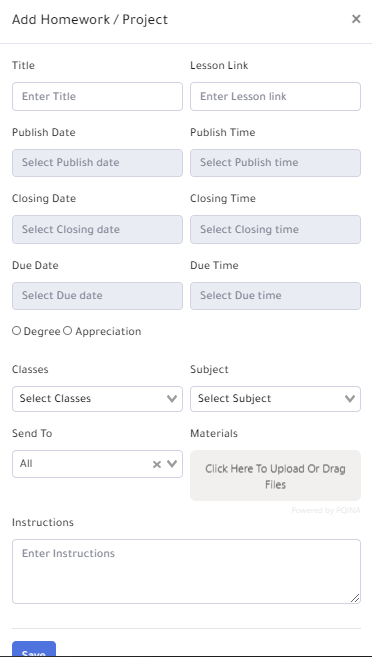 Add Homework / Project ×
Title Lesson Link
Enter Title Enter Lesson link
Publish Date Publish Time
Select Publish date Select Publish time
Closing Date Closing Time
Select Closing date Select Closing time
Due Date Due Time
Select Due date Select Due time
Degree Appreciation
Classes Subject
Select Classes Select Subject
Send To Materials
All ×
Click Here To Upload Or Drag
Files
Powered by PQINA
Instructions
Enter Instructions
Save